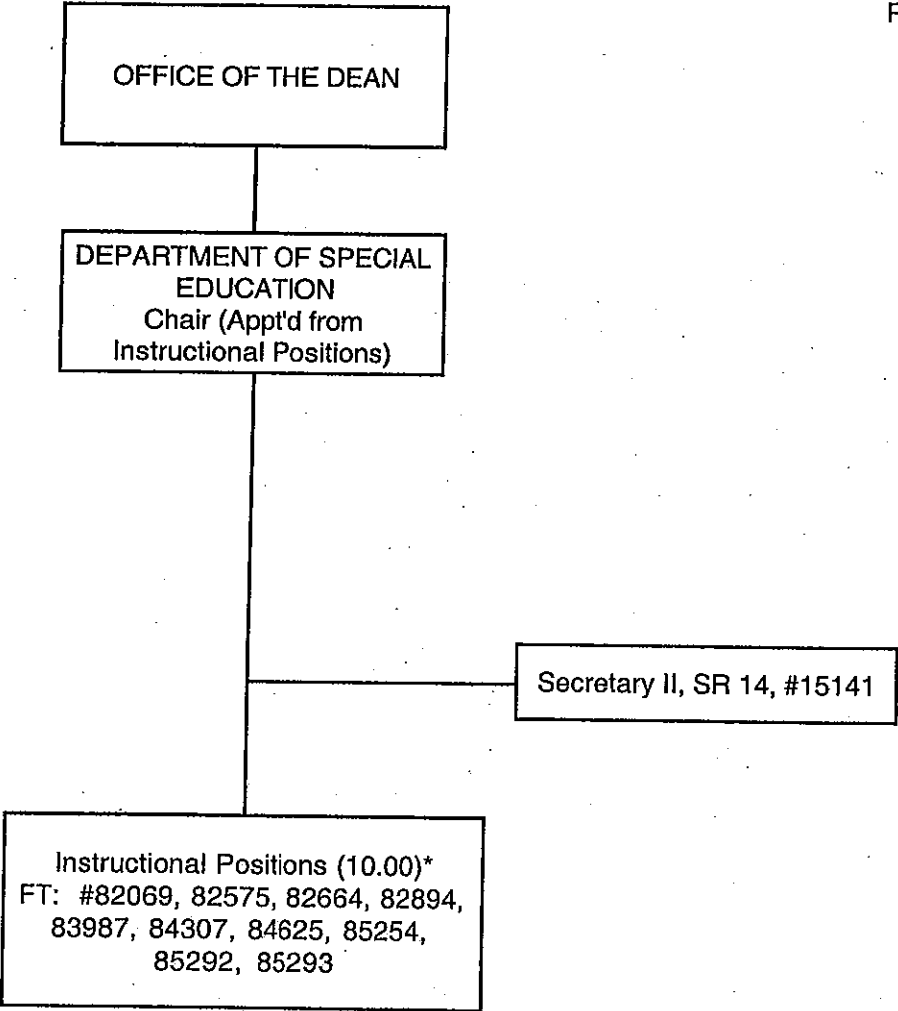 OFFICE OF THE DEAN
DEPARTMENT OF SPECIAL
EDUCATION
Chair (Appt'd from
Instructional Positions)
Secretary II, SR 14, #15141
Instructional Positions (10.00)*
FT: #82069, 82575, 82664, 82894,
83987, 84307, 84625, 85254,
85292, 85293